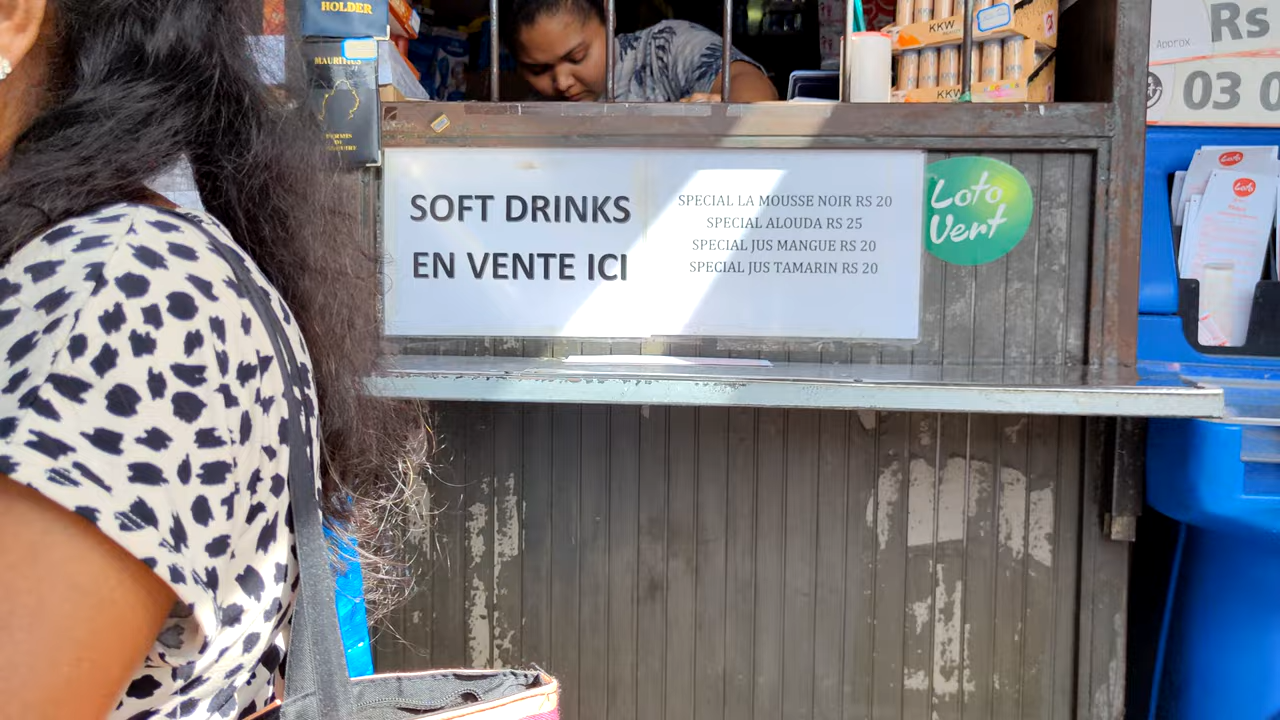 HOLDER
MAURITIUS
KKW
KKW
Approx.
Rs
03 0
SOFT DRINKS
EN VENTE ICI
SPECIAL LA MOUSSE NOIR RS 20
SPECIAL ALOUDA RS 25
SPECIAL JUS MANGUE RS 20
SPECIAL JUS TAMARIN RS 20
Loto
Vert
Loto
Loto